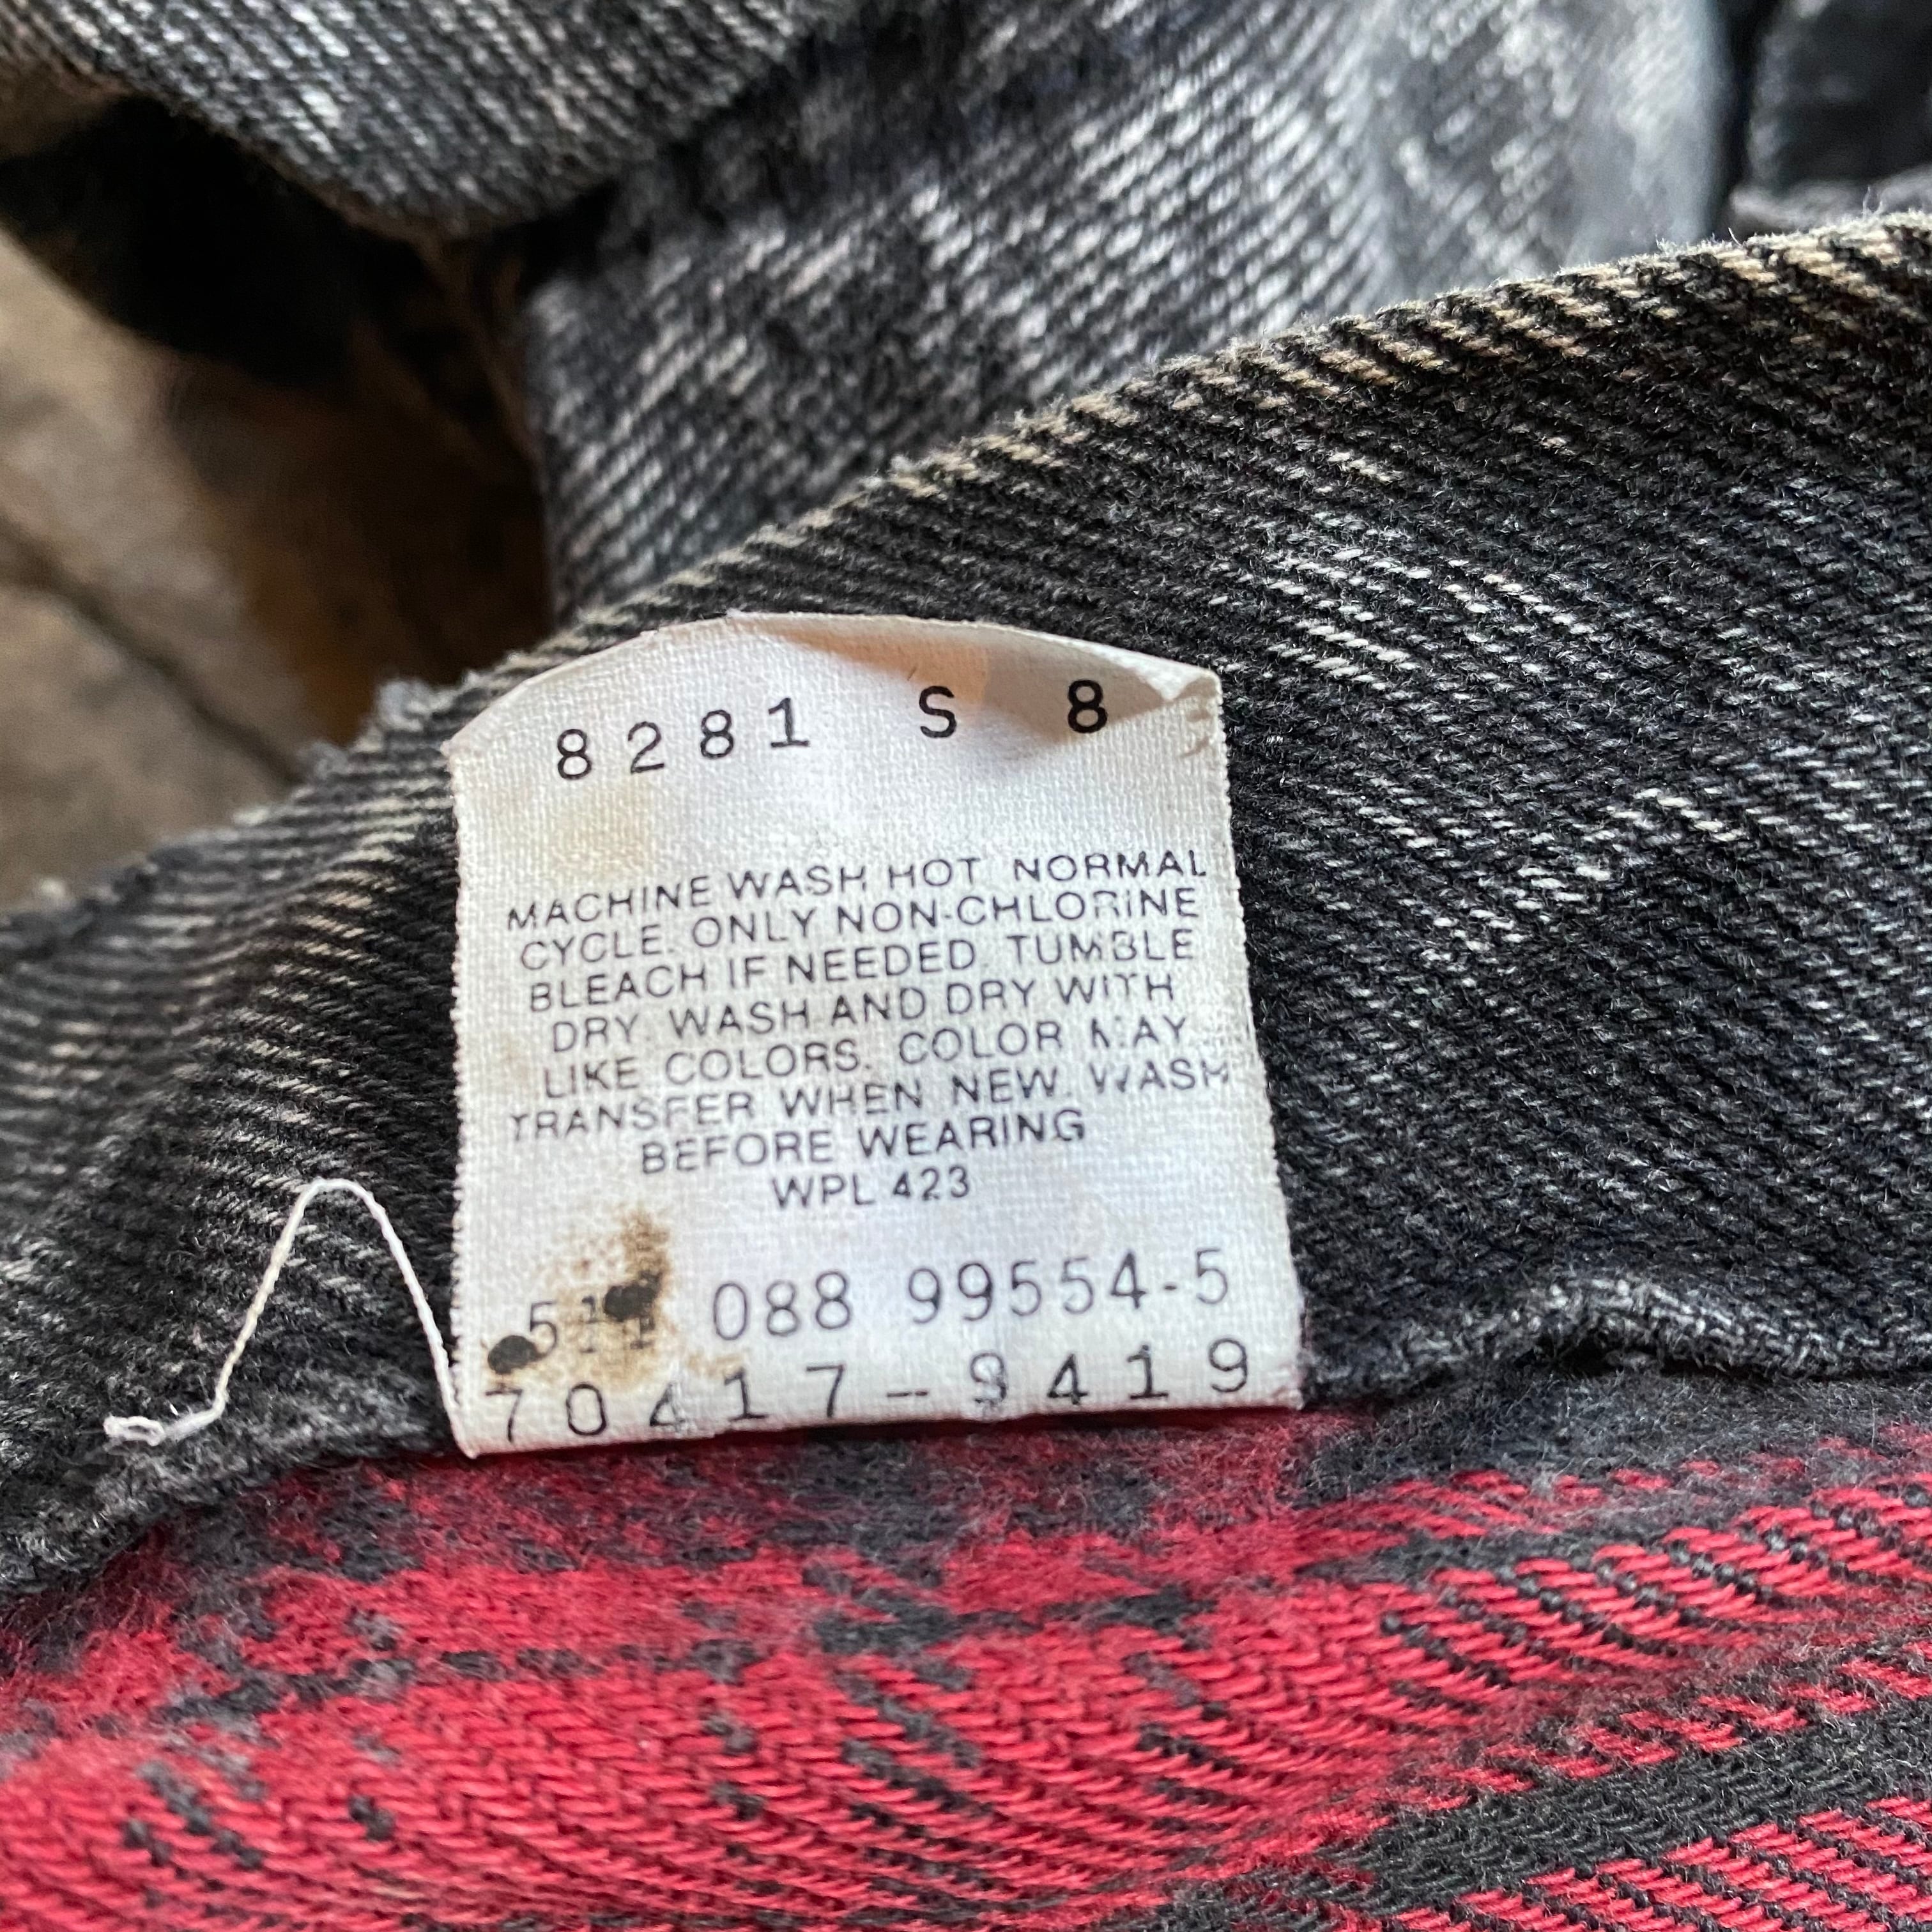 8281 S 8
MACHINE WASH HOT NORMAL
CYCLE. ONLY NON-CHLORINE
BLEACH IF NEEDED. TUMBLE
DRY. WASH AND DRY WITH
LIKE COLORS. COLOR MAY
TRANSFER WHEN NEW. WASH
BEFORE WEARING
WPL 423
088 99554-5
70417-9419